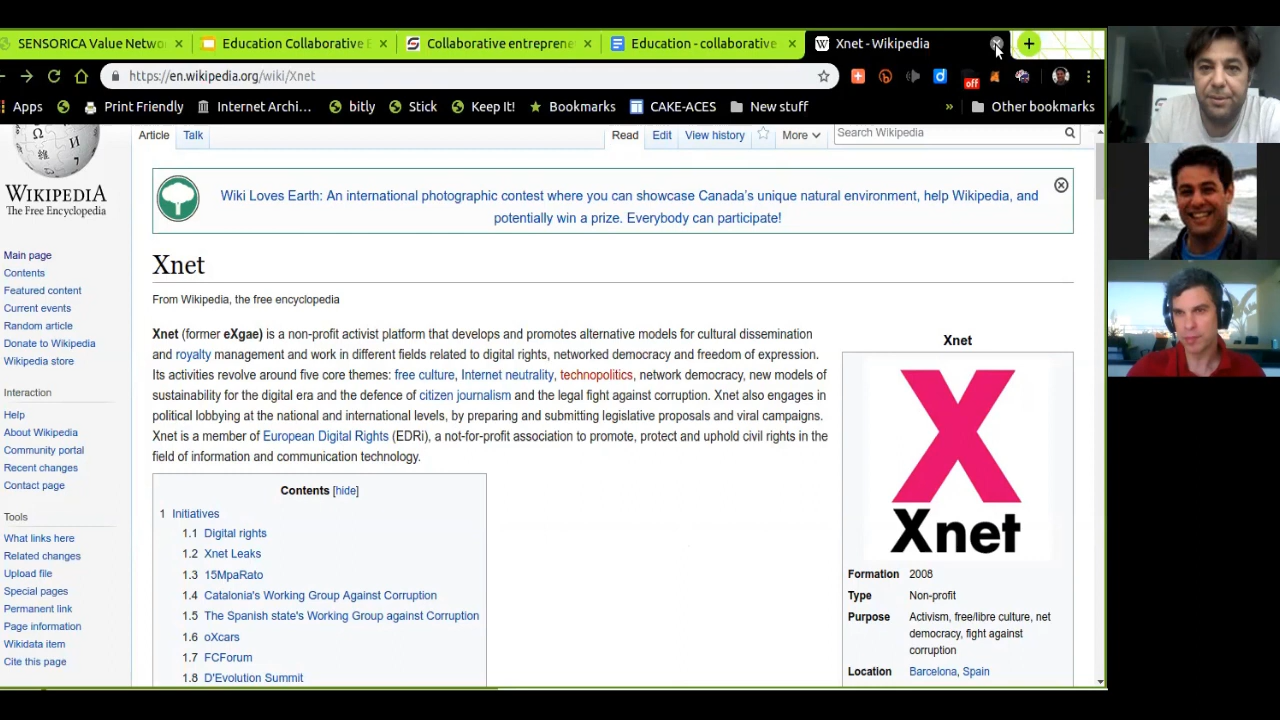 SENSORICA Value Netwo
Education Collaborative E
Collaborative entreprene
Education - collaborative
Xnet - Wikipedia
https://en.wikipedia.org/wiki/Xnet
off
Apps
Print Friendly
Internet Archi...
bitly
Stick
Keep It!
Bookmarks
CAKE-ACES
New stuff
»
Other bookmarks
WIKIPEDIA
The Free Encyclopedia
Main page
Contents
Featured content
Current events
Random article
Donate to Wikipedia
Wikipedia store
Interaction
Help
About Wikipedia
Community portal
Recent changes
Contact page
Tools
What links here
Related changes
Upload file
Special pages
Permanent link
Page information
Wikidata item
Cite this page
Article Talk
Read Edit View history More
Search Wikipedia
Wiki Loves Earth: An international photographic contest where you can showcase Canada's unique natural environment, help Wikipedia, and
potentially win a prize. Everybody can participate!
Xnet
From Wikipedia, the free encyclopedia
Xnet (former eXgae) is a non-profit activist platform that develops and promotes alternative models for cultural dissemination
and royalty management and work in different fields related to digital rights, networked democracy and freedom of expression.
Its activities revolve around five core themes: free culture, Internet neutrality, technopolitics, network democracy, new models of
sustainability for the digital era and the defence of citizen journalism and the legal fight against corruption. Xnet also engages in
political lobbying at the national and international levels, by preparing and submitting legislative proposals and viral campaigns.
Xnet is a member of European Digital Rights (EDRi), a not-for-profit association to promote, protect and uphold civil rights in the
field of information and communication technology.
Contents [hide]
1 Initiatives
1.1 Digital rights
1.2 Xnet Leaks
1.3 15MpaRato
1.4 Catalonia's Working Group Against Corruption
1.5 The Spanish state's Working Group against Corruption
1.6 oXcars
1.7 FCForum
1.8 D'Evolution Summit
Xnet
X
Xnet
Formation 2008
Type Non-profit
Purpose Activism, free/libre culture, net
democracy, fight against
corruption
Location Barcelona, Spain